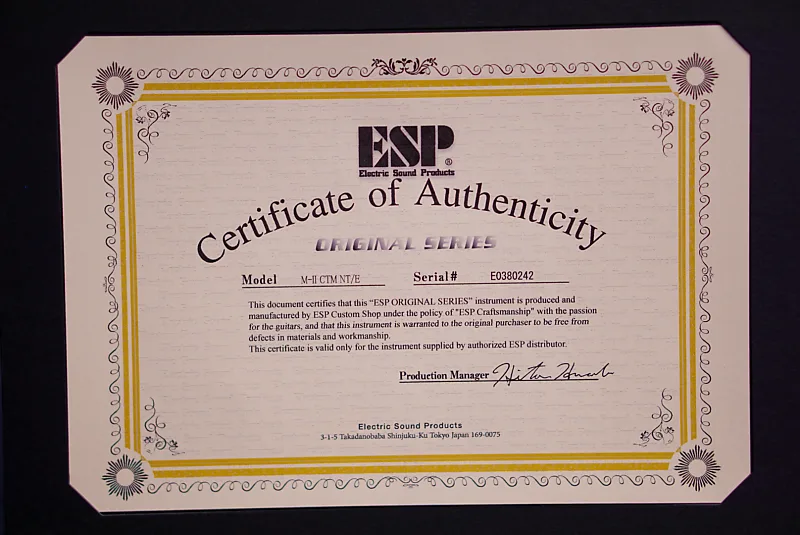 ESP®
Electric Sound Products
Certificate of Authenticity
ORIGINAL SERIES
Model M-II CTM NT/E Serial# E0380242
This document certifies that this “ESP ORIGINAL SERIES” instrument is produced and
manufactured by ESP Custom Shop under the policy of "ESP Craftsmanship" with the passion
for the guitars, and that this instrument is warranted to the original purchaser to be free from
defects in materials and workmanship.
This certificate is valid only for the instrument supplied by authorized ESP distributor.
Production Manager
Electric Sound Products
3-1-5 Takadanobaba Shinjuku-Ku Tokyo Japan 169-0075